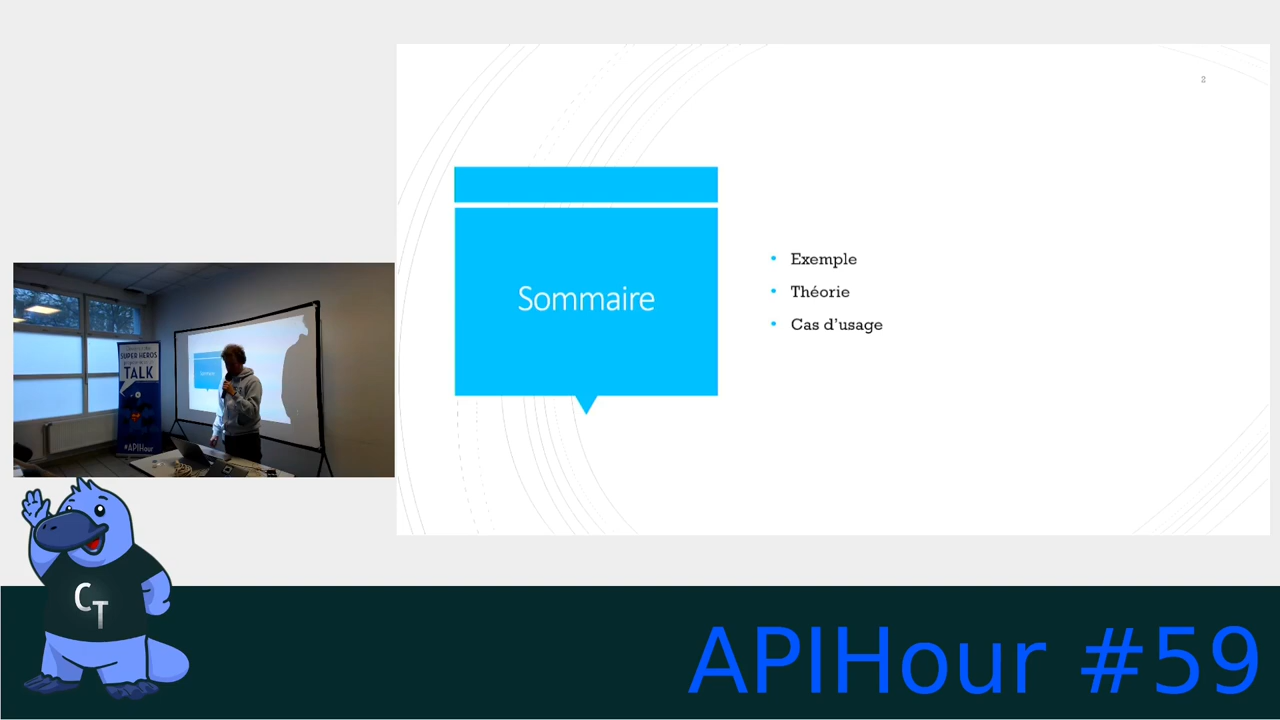 2
Sommaire
• Exemple
• Théorie
• Cas d'usage
SUPER HEROS
TALK
#APIHour
Sommaire
CT
APIHour #59